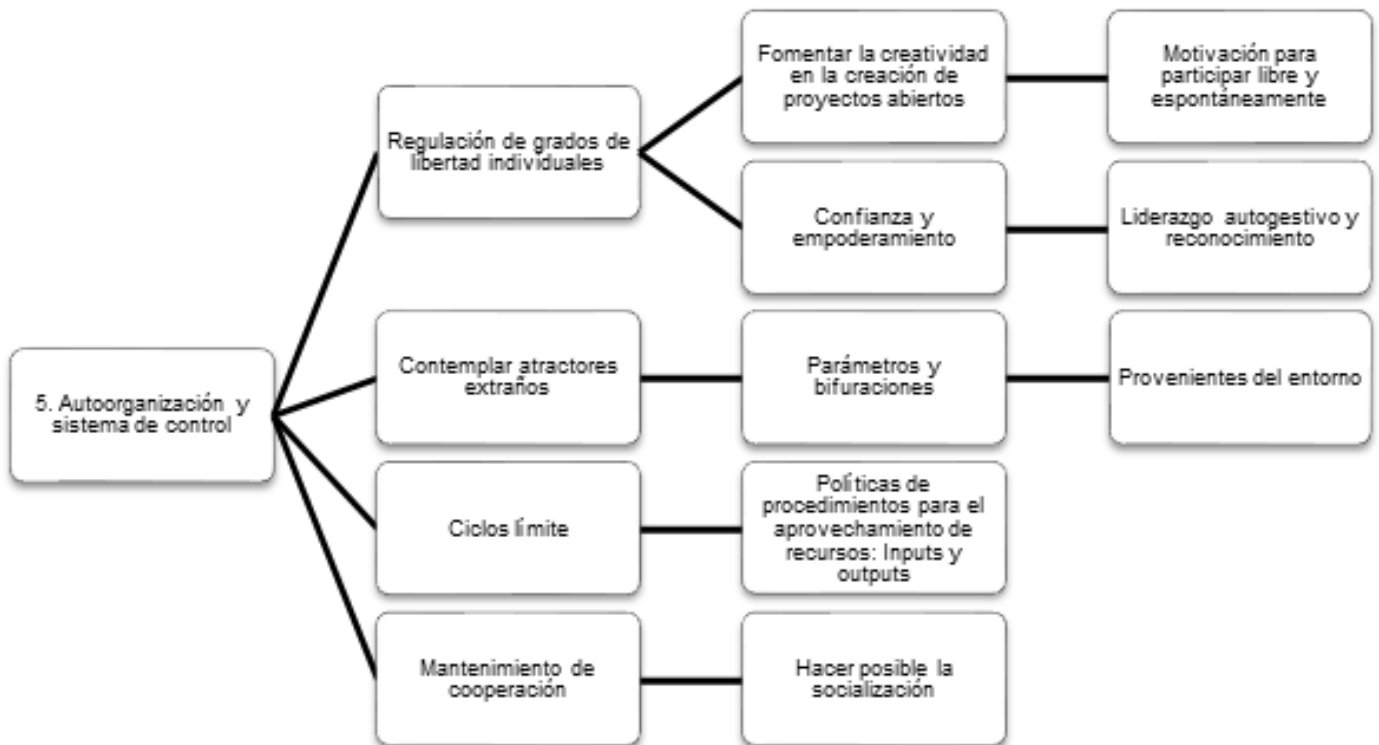 Fomentar la creatividad
en la creación de
proyectos abiertos
Motivación para
participar libre y
espontáneamente
Regulación de grados de
libertad individuales
Confianza y
empoderamiento
Liderazgo autogestivo y
reconocimiento
5. Autoorganización y
sistema de control
Contemplar atractores
extraños
Parámetros y
bifuraciones
Provenientes del entorno
Ciclos límite
Políticas de
procedimientos para el
aprovechamiento de
recursos: Inputs y
outputs
Mantenimiento de
cooperación
Hacer posible la
socialización